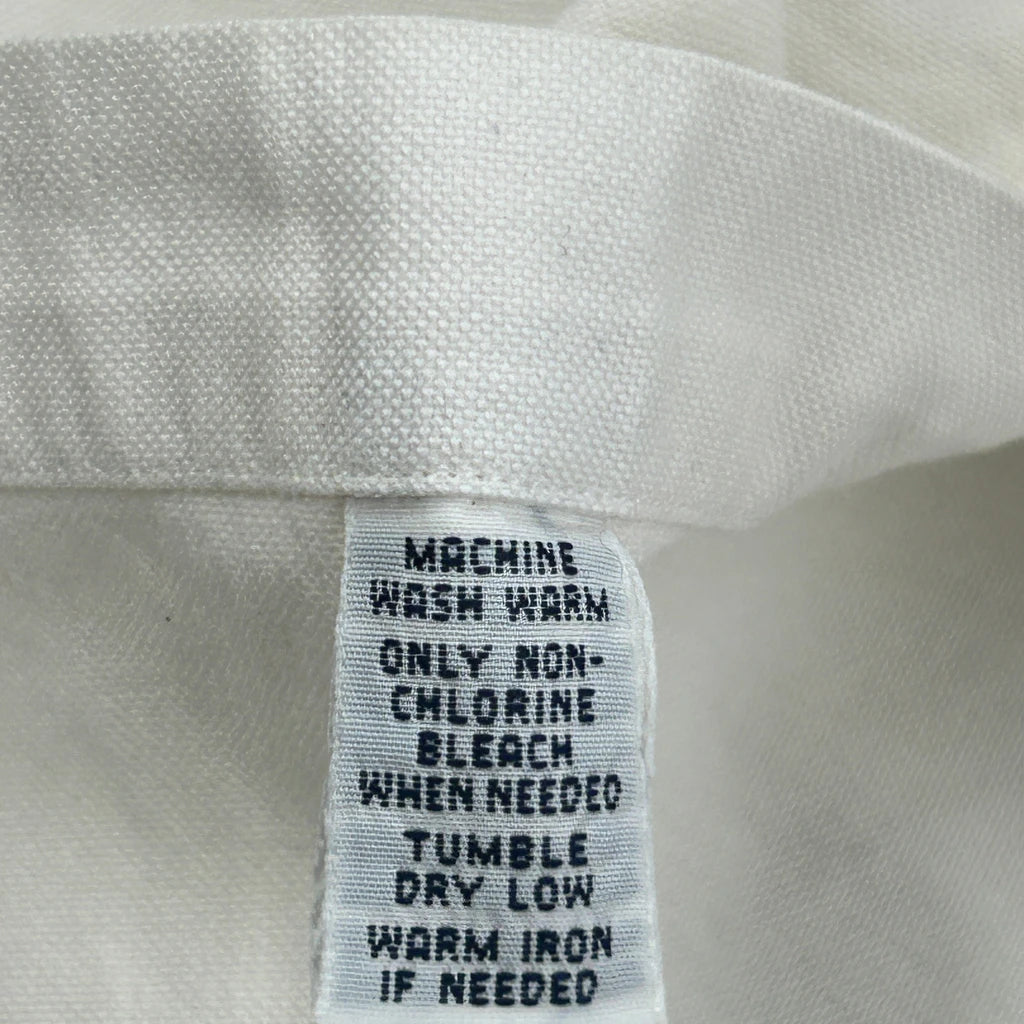 MACHINE
WASH WARM
ONLY NON-
CHLORINE
BLEACH
WHEN NEEDED
TUMBLE
DRY LOW
WARM IRON
IF NEEDED